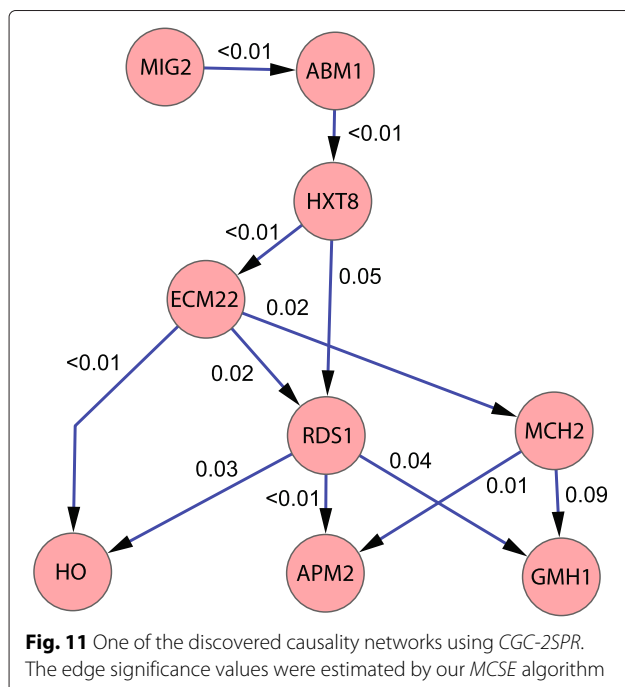 MIG2
<0.01
ABM1
<0.01
HXT8
<0.01
0.05
ECM22
0.02
<0.01
0.02
RDS1
MCH2
0.03
<0.01
0.04
0.01
0.09
HO
APM2
GMH1
Fig. 11 One of the discovered causality networks using CGC-2SPR.
The edge significance values were estimated by our MCSE algorithm